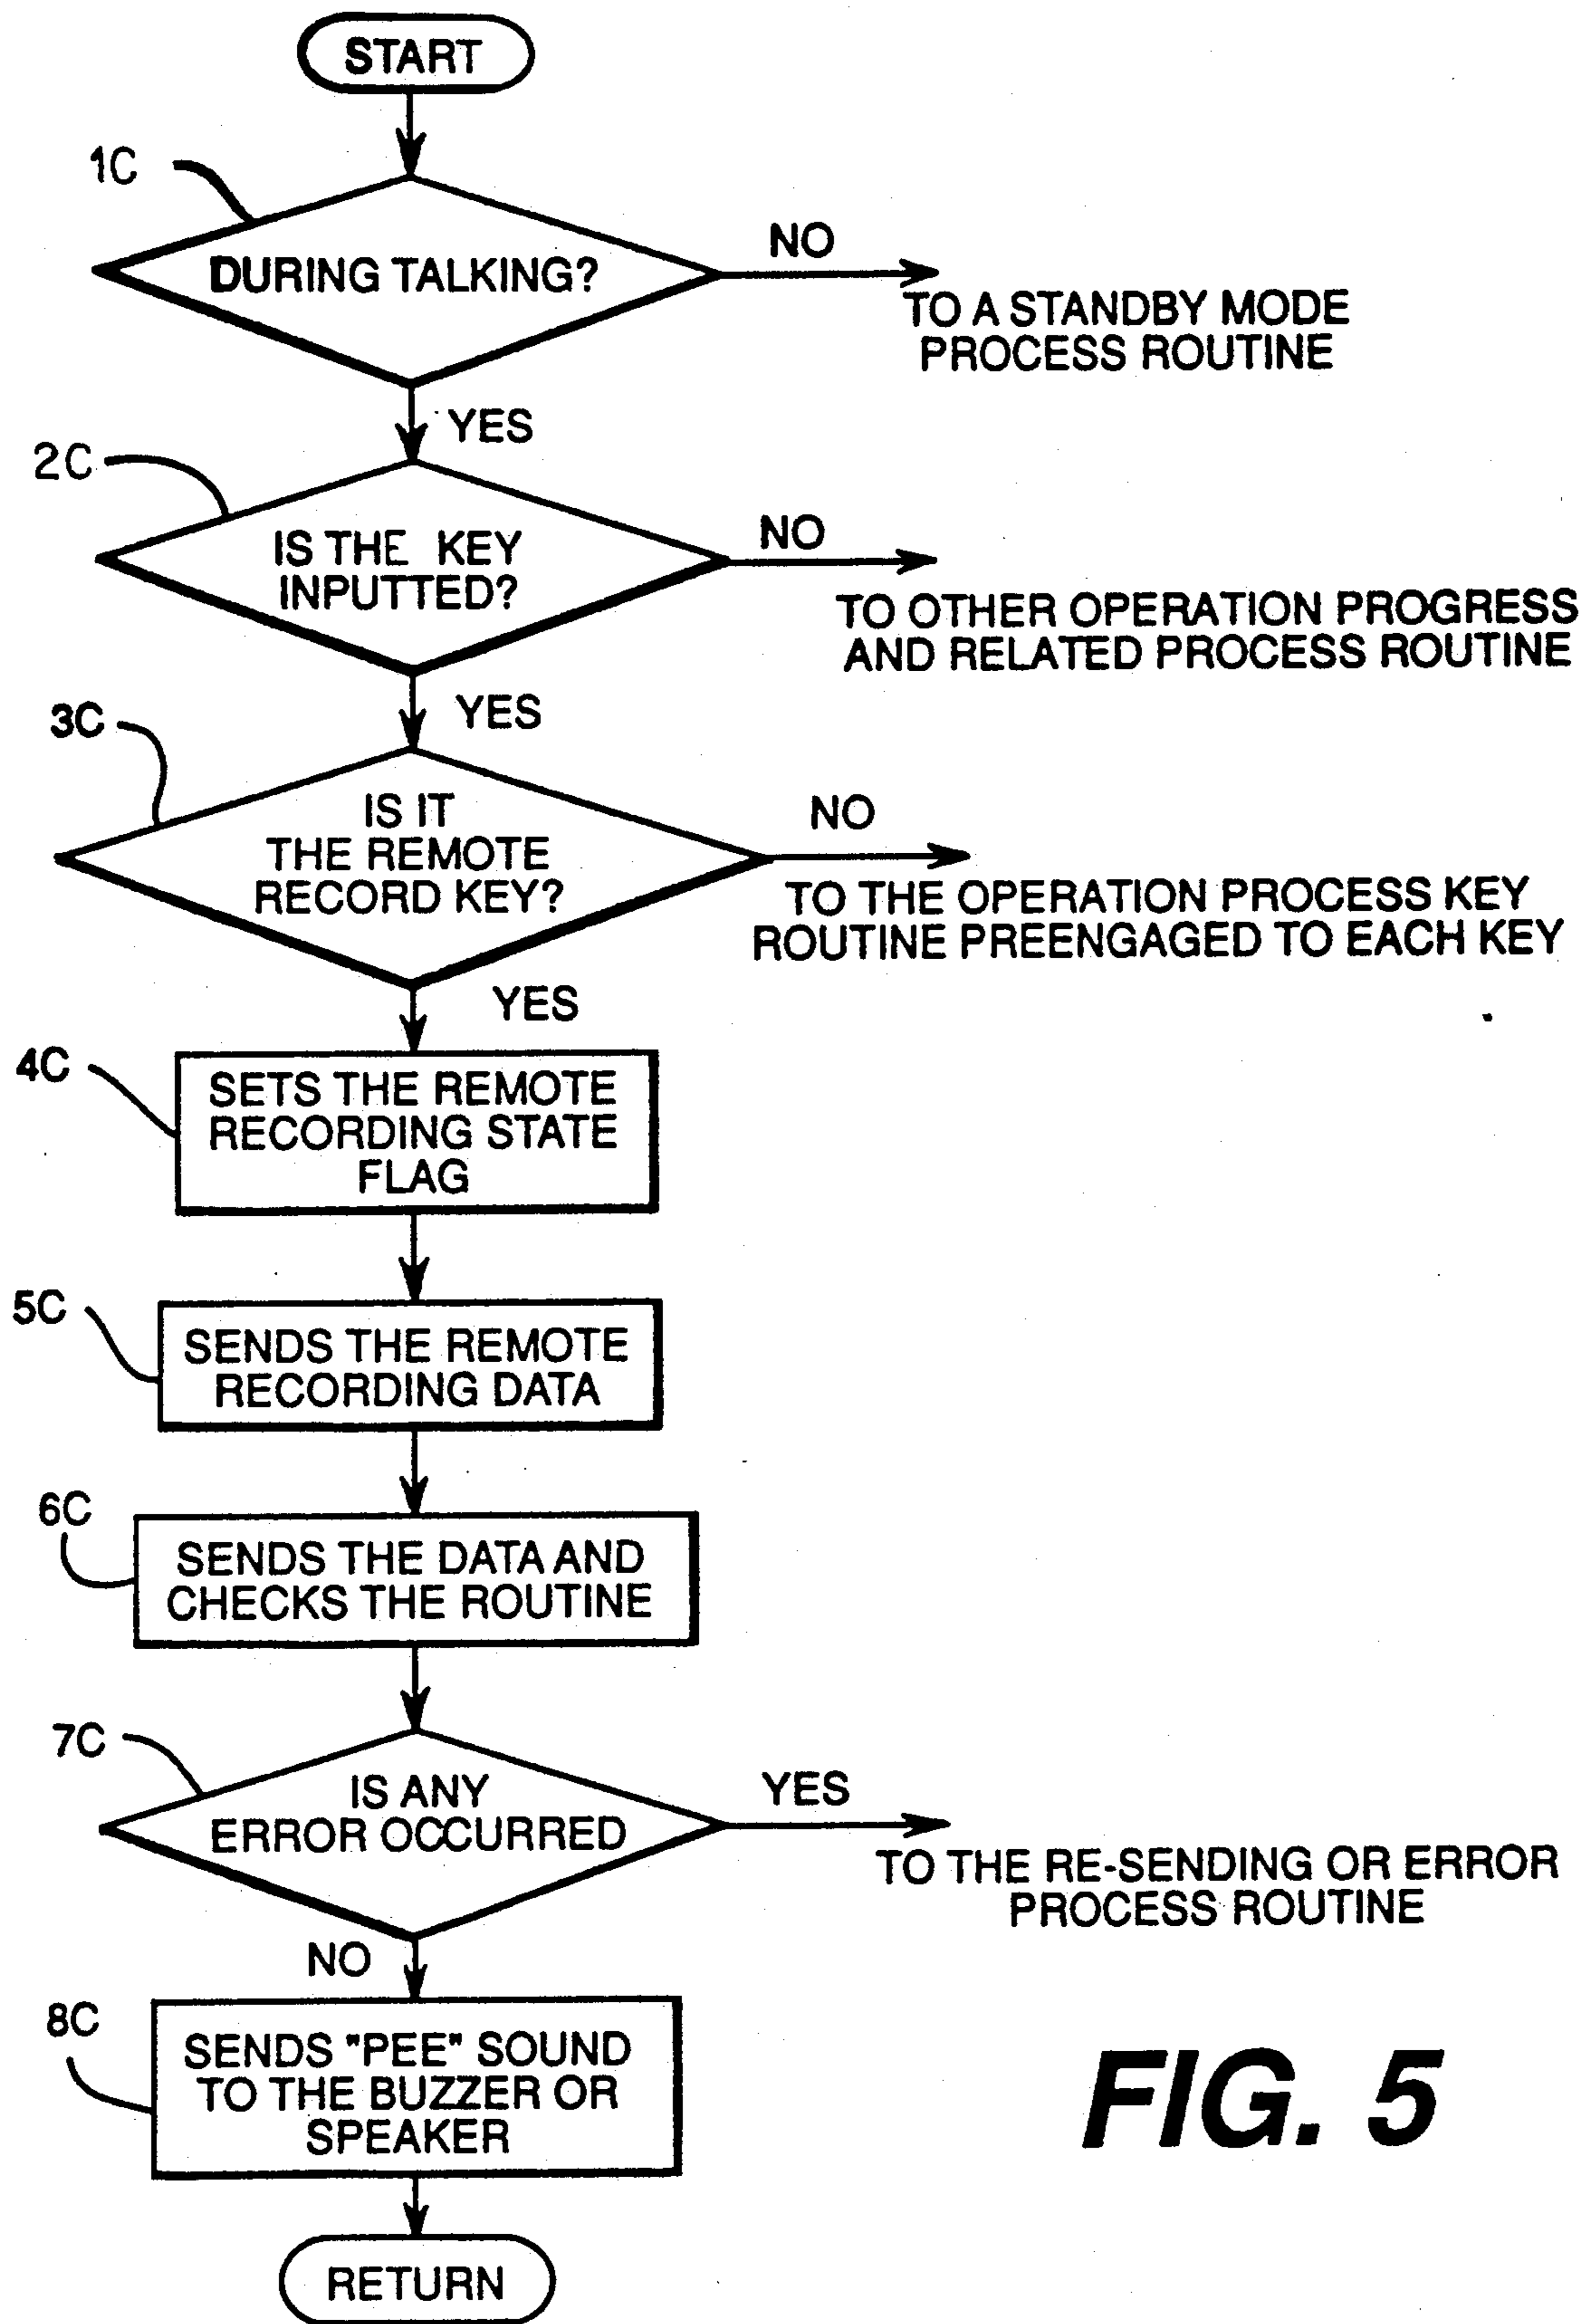 START
1C
DURING TALKING?
NO
TO A STANDBY MODE
PROCESS ROUTINE
YES
2C
IS THE KEY
INPUTTED?
NO
TO OTHER OPERATION PROGRESS
AND RELATED PROCESS ROUTINE
YES
3C
IS IT
THE REMOTE
RECORD KEY?
NO
TO THE OPERATION PROCESS KEY
ROUTINE PREENGAGED TO EACH KEY
YES
4C
SETS THE REMOTE
RECORDING STATE
FLAG
5C
SENDS THE REMOTE
RECORDING DATA
6C
SENDS THE DATA AND
CHECKS THE ROUTINE
7C
IS ANY
ERROR OCCURRED
YES
TO THE RE-SENDING OR ERROR
PROCESS ROUTINE
NO
8C
SENDS "PEE" SOUND
TO THE BUZZER OR
SPEAKER
RETURN
FIG. 5